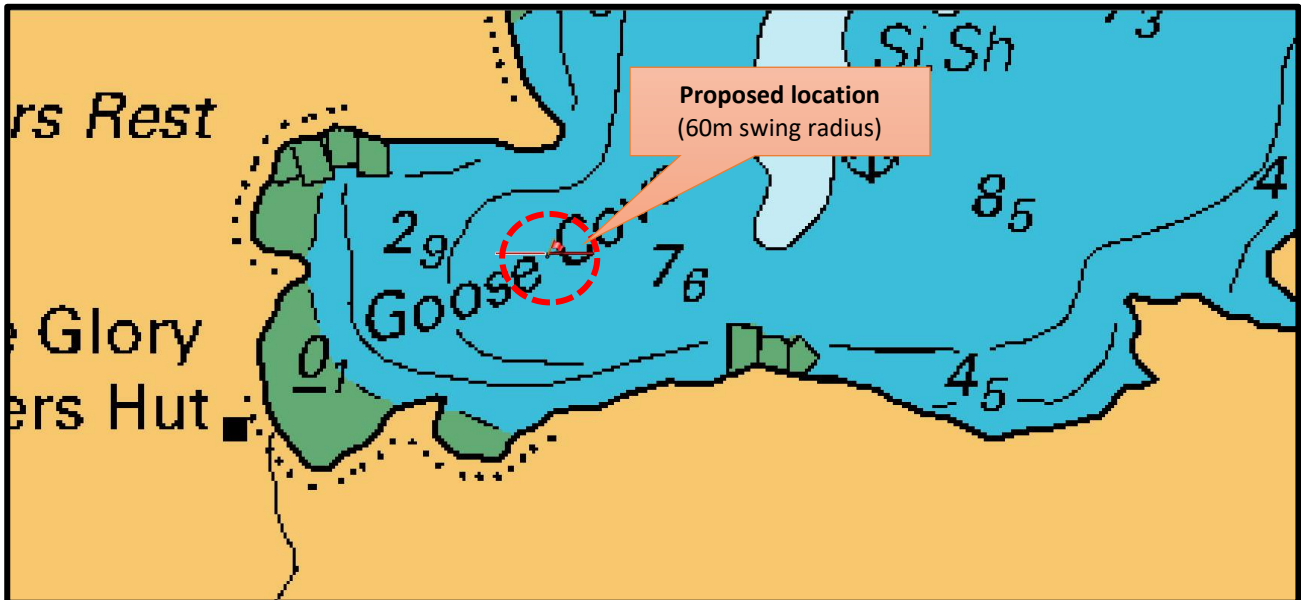 7₃
Si.Sh
Proposed location
(60m swing radius)
rs Rest
4
8₅
2₉
Goose
7₆
Glory
0₁
4₅
ers Hut